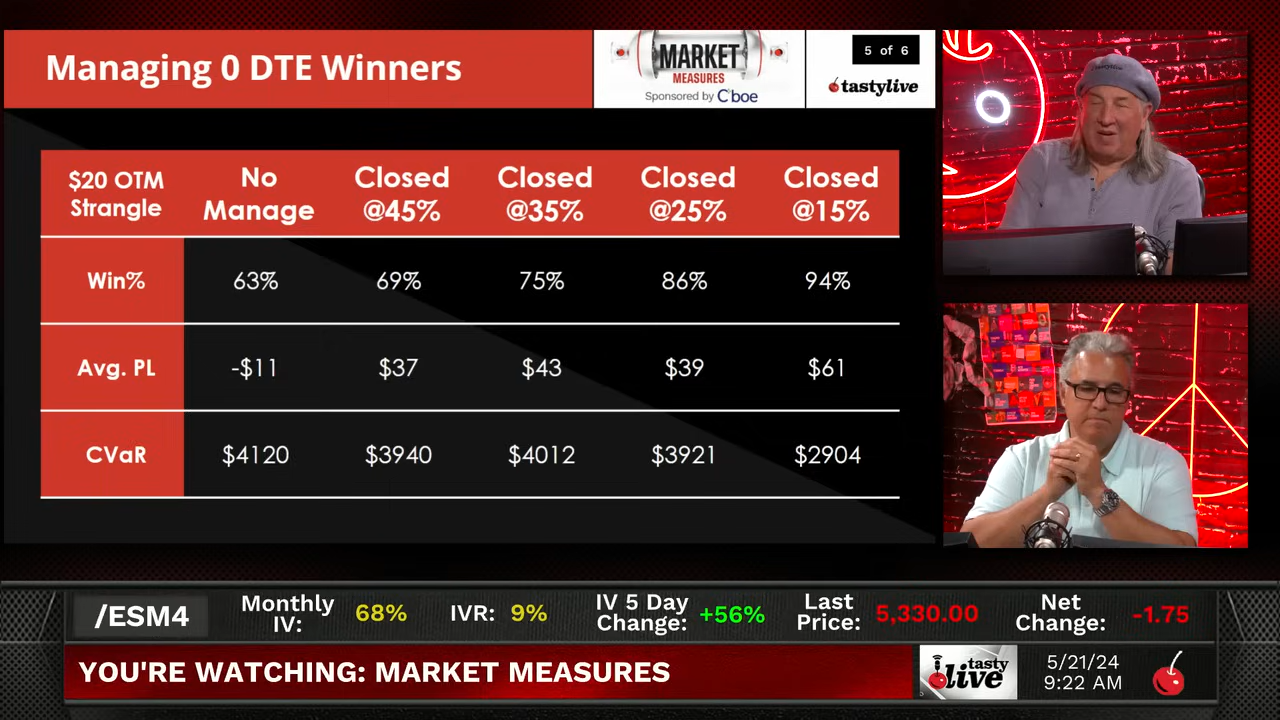 Managing 0 DTE Winners
MARKET
MEASURES
Sponsored by Cboe
5 of 6
tastylive
$20 OTM
Strangle
No
Manage
Closed
@45%
Closed
@35%
Closed
@25%
Closed
@15%
Win%
63%
69%
75%
86%
94%
Avg. PL
-$11
$37
$43
$39
$61
CVaR
$4120
$3940
$4012
$3921
$2904
/ESM4
Monthly
IV:
68%
IVR:
9%
IV 5 Day
Change:
+56%
Last
Price:
5,330.00
Net
Change:
-1.75
YOU'RE WATCHING: MARKET MEASURES
tasty
live
5/21/24
9:22 AM